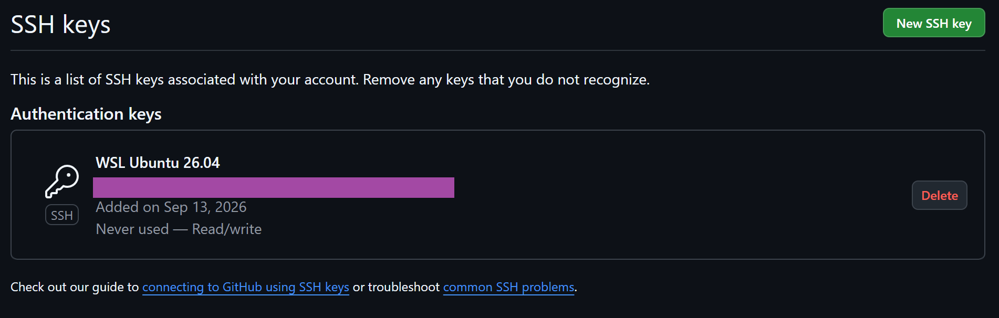 SSH keys
New SSH key
This is a list of SSH keys associated with your account. Remove any keys that you do not recognize.
Authentication keys
WSL Ubuntu 26.04
Added on Sep 13, 2026
SSH
Never used — Read/write
Delete
Check out our guide to connecting to GitHub using SSH keys or troubleshoot common SSH problems.